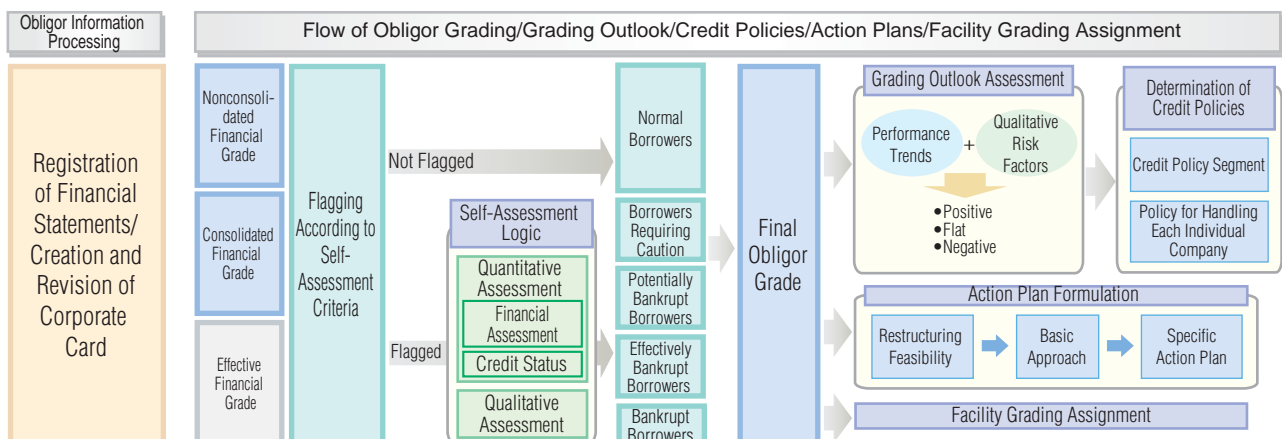 Obligor Information
Processing
Flow of Obligor Grading/Grading Outlook/Credit Policies/Action Plans/Facility Grading Assignment
Registration
of Financial
Statements/
Creation and
Revision of
Corporate
Card
Nonconsoli-
dated
Financial
Grade
Consolidated
Financial
Grade
Effective
Financial
Grade
Flagging
According to
Self-
Assessment
Criteria
Not Flagged
Flagged
Self-Assessment
Logic
Quantitative
Assessment
Financial
Assessment
Credit Status
Qualitative
Assessment
Normal
Borrowers
Borrowers
Requiring
Caution
Potentially
Bankrupt
Borrowers
Effectively
Bankrupt
Borrowers
Bankrupt
Borrowers
Final
Obligor
Grade
Grading Outlook Assessment
Performance
Trends
+
Qualitative
Risk
Factors
●Positive
●Flat
●Negative
Determination of
Credit Policies
Credit Policy Segment
Policy for Handling
Each Individual
Company
Action Plan Formulation
Restructuring
Feasibility
Basic
Approach
Specific
Action Plan
Facility Grading Assignment